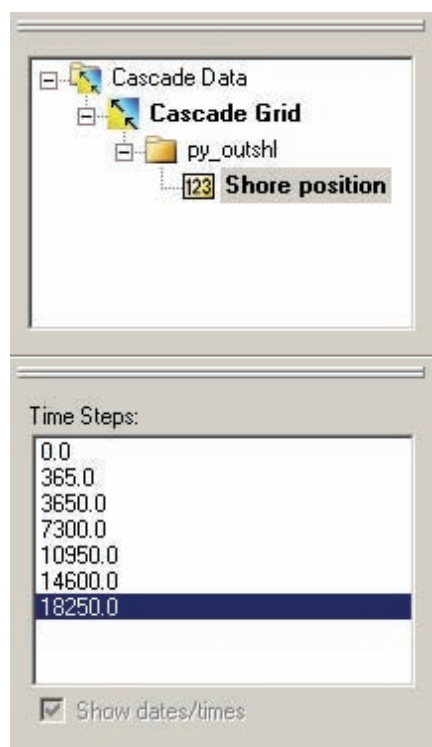 Cascade Data
Cascade Grid
py_outshl
123 Shore position
Time Steps:
0.0
365.0
3650.0
7300.0
10950.0
14600.0
18250.0
Show dates/times